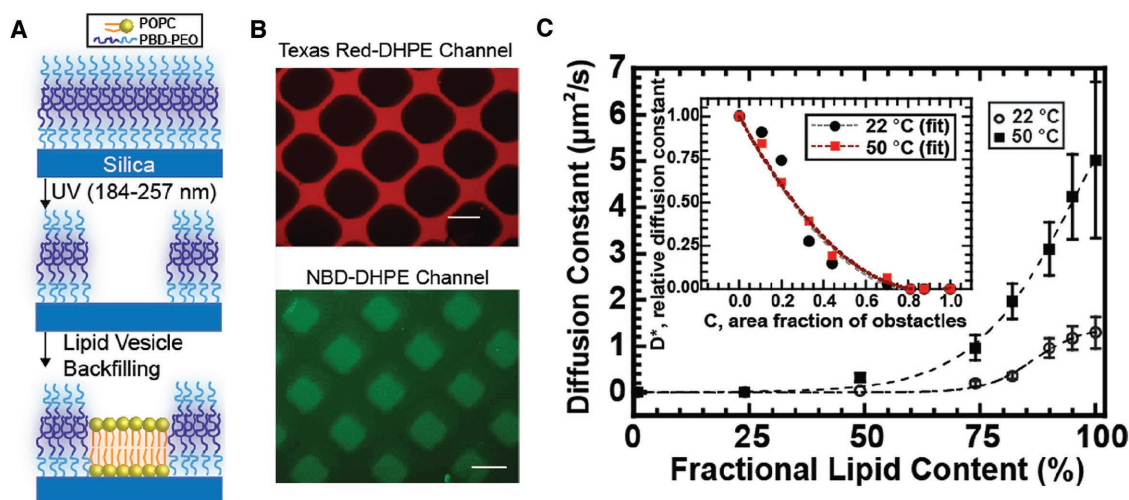 A
POPC
PBD-PEO
Silica
UV (184-257 nm)
Lipid Vesicle
Backfilling
B
Texas Red-DHPE Channel
NBD-DHPE Channel
C
Diffusion Constant (μm²/s)
7
6
5
4
3
2
1
0
D*, relative diffusion constant
1.00
0.75
0.50
0.25
0.00
22 °C (fit)
50 °C (fit)
0.0 0.2 0.4 0.6 0.8 1.0
C, area fraction of obstacles
22 °C
50 °C
0 25 50 75 100
Fractional Lipid Content (%)